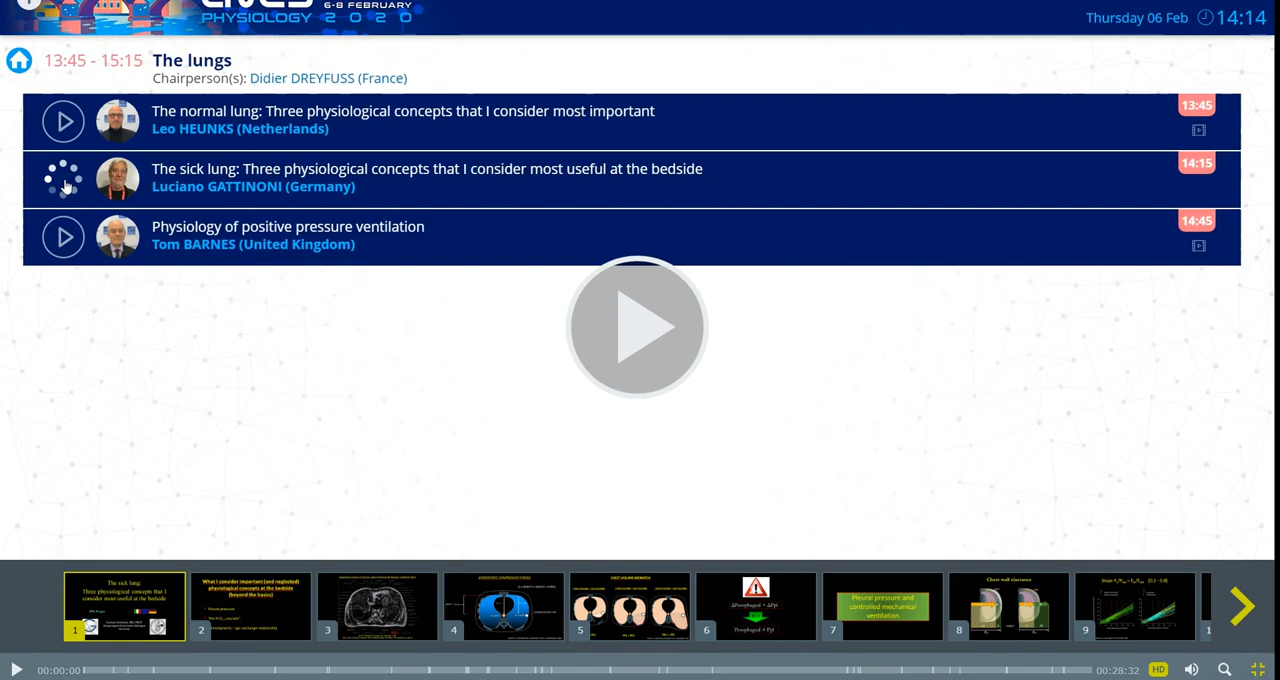 LIVES
6-8 FEBRUARY
PHYSIOLOGY 2020
Thursday 06 Feb 14:14
13:45 - 15:15 The lungs
Chairperson(s): Didier DREYFUSS (France)
The normal lung: Three physiological concepts that I consider most important
Leo HEUNKS (Netherlands)
13:45
The sick lung: Three physiological concepts that I consider most useful at the bedside
Luciano GATTINONI (Germany)
14:15
Physiology of positive pressure ventilation
Tom BARNES (United Kingdom)
14:45
The sick lung:
Three physiological concepts that I
consider most useful at the bedside
1
What I consider important (and neglected)
physiological concepts at the bedside
(beyond the basics)
Pleural pressure
2
3
4
5
6
Pleural pressure and
controlled mechanical
ventilation
7
Chest wall elastance
8
9
1
00:00:00
00:28:32
HD